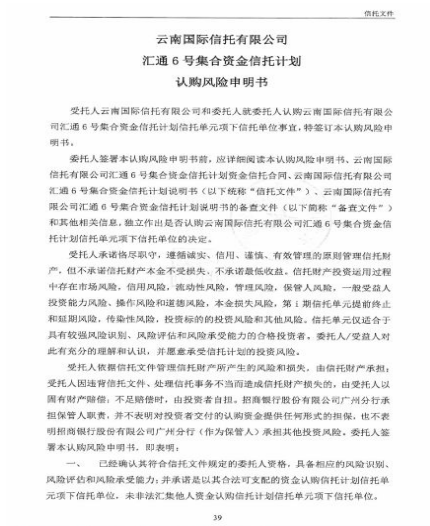 信托文件
云南国际信托有限公司
汇通 6 号集合资金信托计划
认购风险申明书
受托人云南国际信托有限公司和委托人就委托人认购云南国际信托有限公
司汇通 6 号集合资金信托计划信托单元项下信托单位事宜，特签订本认购风险申
明书：
委托人签署本认购风险申明书前，应详细阅读本认购风险申明书、云南国际
信托有限公司汇通 6 号集合资金信托计划资金信托合同、云南国际信托有限公司
汇通 6 号集合资金信托计划说明书（以下统称“信托文件”）、云南国际信托有限
公司汇通 6 号集合资金信托计划说明书的备查文件（以下简称“备查文件”）
和其他相关信息，独立作出是否认购云南国际信托有限公司汇通 6 号集合资金信
托计划信托单元项下信托单位的决定。
受托人承诺恪尽职守，遵循诚实、信用、谨慎、有效管理的原则管理信托财
产，但不承诺信托财产本金不受损失、不承诺最低收益。信托财产投资运用过程
中存在市场风险，信用风险，流动性风险，管理风险，保管人风险，一般受益人
投资能力风险、操作风险和道德风险，本金损失风险，第 i 期信托单元提前终止
和延期风险，传染性风险，投资标的的投资风险和其他风险。信托单元仅适合于
具有较强风险识别、风险评估和风险承受能力的合格投资者。委托人/受益人对
此有充分的理解和认识，并愿意承受信托计划的投资风险。
受托人依据信托文件管理信托财产所产生的风险和损失，由信托财产承担；
受托人因违背信托文件、处理信托事务不当而造成信托财产损失的，由受托人以
固有财产赔偿；不足赔偿时，由投资者自担。招商银行股份有限公司广州分行承
担保管人职责，并不表明对投资者交付的认购资金提供任何形式的担保，也不表
明招商银行股份有限公司广州分行（作为保管人）承担其他投资风险。委托人签
署本认购风险申明书，即表明：
一、 已经确认其符合信托文件规定的委托人资格，具备相应的风险识别、
风险评估和风险承受能力；并承诺是以其合法可支配的资金认购信托计划信托单
元项下信托单位，未非法汇集他人资金认购信托计划信托单元项下信托单位。
39